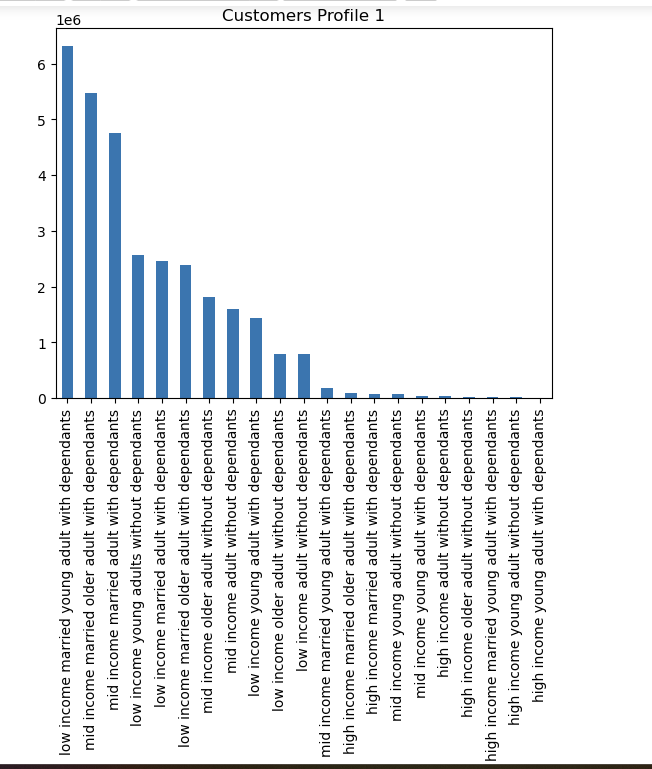 Customers Profile 1
1e6
6
5
4
3
2
1
0
low income married young adult with dependants
mid income married older adult with dependants
mid income married adult with dependants
low income young adults without dependants
low income married adult with dependants
low income married older adult with dependants
mid income older adult without dependants
mid income adult without dependants
low income young adult with dependants
low income older adult without dependants
low income adult without dependants
mid income married young adult with dependants
high income married older adult with dependants
high income married adult with dependants
mid income young adult without dependants
mid income young adult with dependants
high income adult without dependants
high income older adult without dependants
high income married young adult with dependants
high income young adult without dependants
high income young adult with dependants